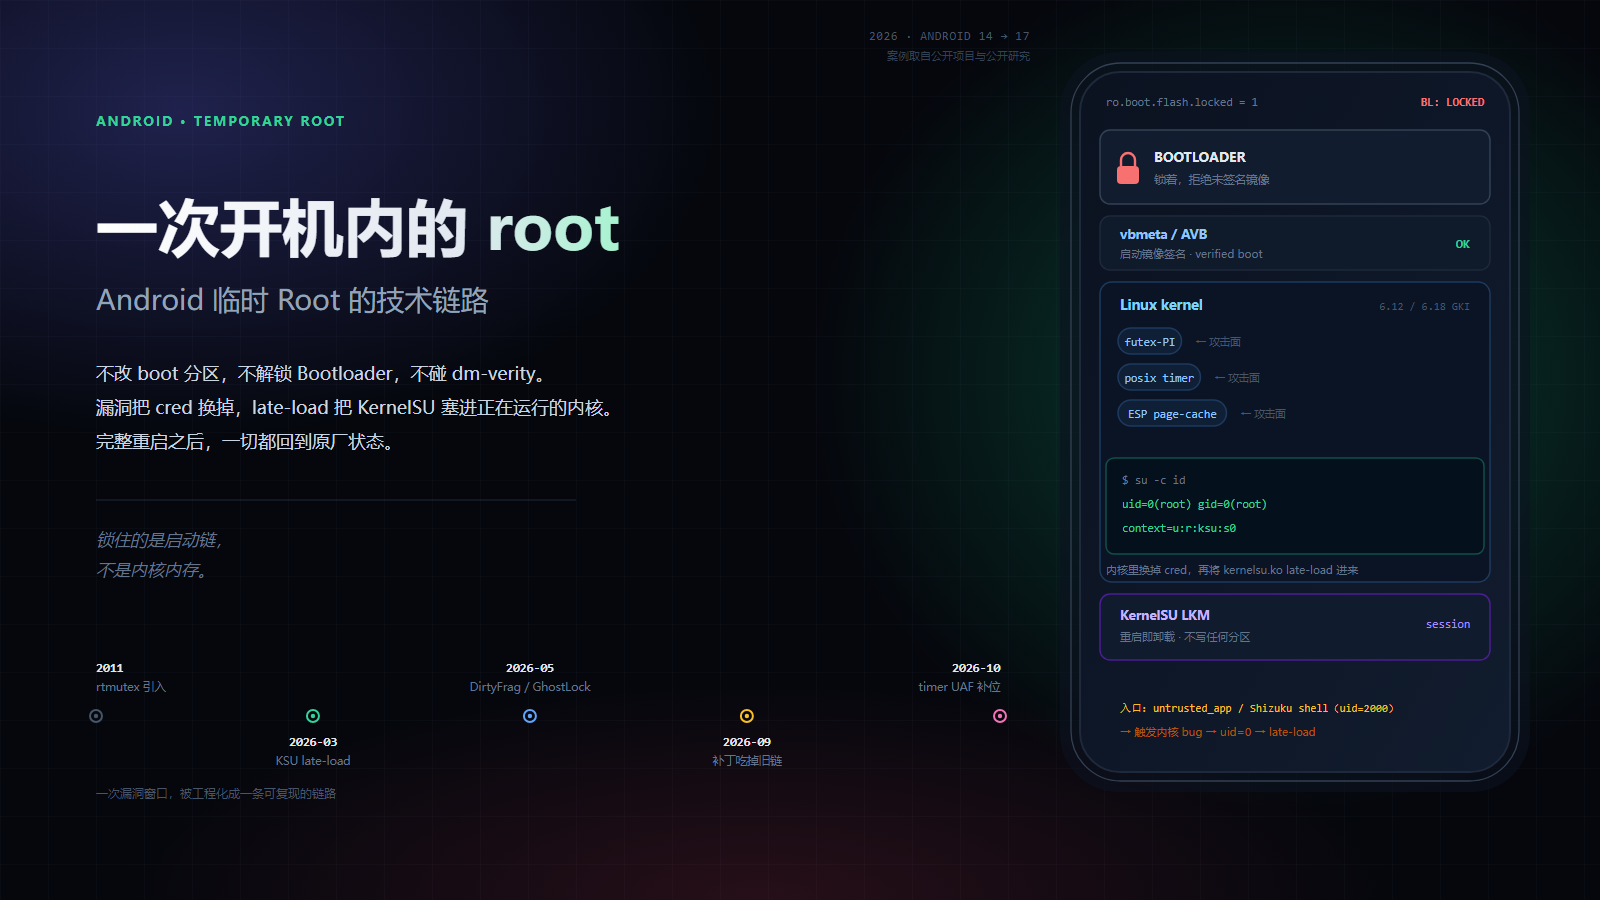 2026 · ANDROID 14 → 17
案例取自公开项目与公开研究
ANDROID • TEMPORARY ROOT
一次开机内的 root
Android 临时 Root 的技术链路
不改 boot 分区，不解锁 Bootloader，不碰 dm-verity。
漏洞把 cred 换掉，late-load 把 KernelSU 塞进正在运行的内核。
完整重启之后，一切都回到原厂状态。
锁住的是启动链，
不是内核内存。
2011
rtmutex 引入
2026-03
KSU late-load
2026-05
DirtyFrag / GhostLock
2026-09
补丁吃掉旧链
2026-10
timer UAF 补位
一次漏洞窗口，被工程化成一条可复现的链路
ro.boot.flash.locked = 1
BL: LOCKED
BOOTLOADER
锁着，拒绝未签名镜像
vbmeta / AVB
启动镜像签名 · verified boot
OK
Linux kernel
6.12 / 6.18 GKI
futex-PI ← 攻击面
posix timer ← 攻击面
ESP page-cache ← 攻击面
$ su -c id
uid=0(root) gid=0(root)
context=u:r:ksu:s0
内核里换掉 cred，再将 kernelsu.ko late-load 进来
KernelSU LKM
重启即卸载 · 不写任何分区
session
入口：untrusted_app / Shizuku shell (uid=2000)
→ 触发内核 bug → uid=0 → late-load